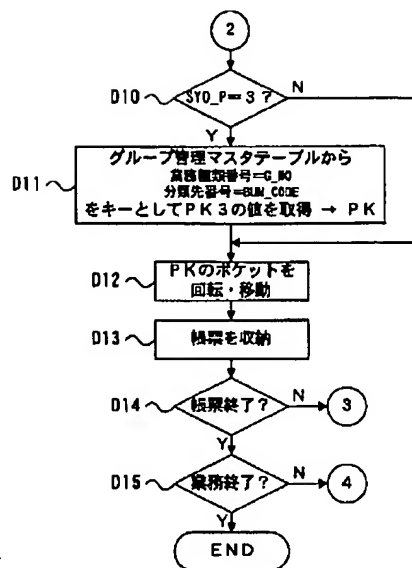 2
D10 SYO_P=3? N
Y
D11 グループ管理マスタテーブルから
業務種類番号=G_NO
分類先番号=BUN_CODE
をキーとしてPK3の値を取得 → PK
D12 PKのポケットを
回転・移動
D13 帳票を収納
D14 帳票終了? N 3
Y
D15 業務終了? N 4
Y
END